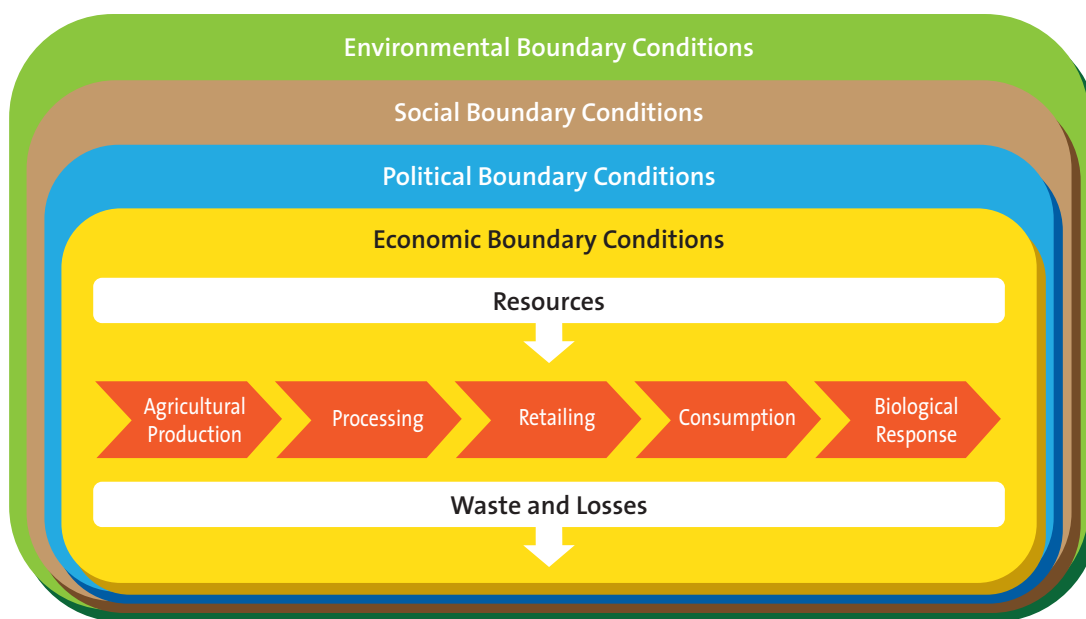 Environmental Boundary Conditions
Social Boundary Conditions
Political Boundary Conditions
Economic Boundary Conditions
Resources
Agricultural
Production
Processing
Retailing
Consumption
Biological
Response
Waste and Losses